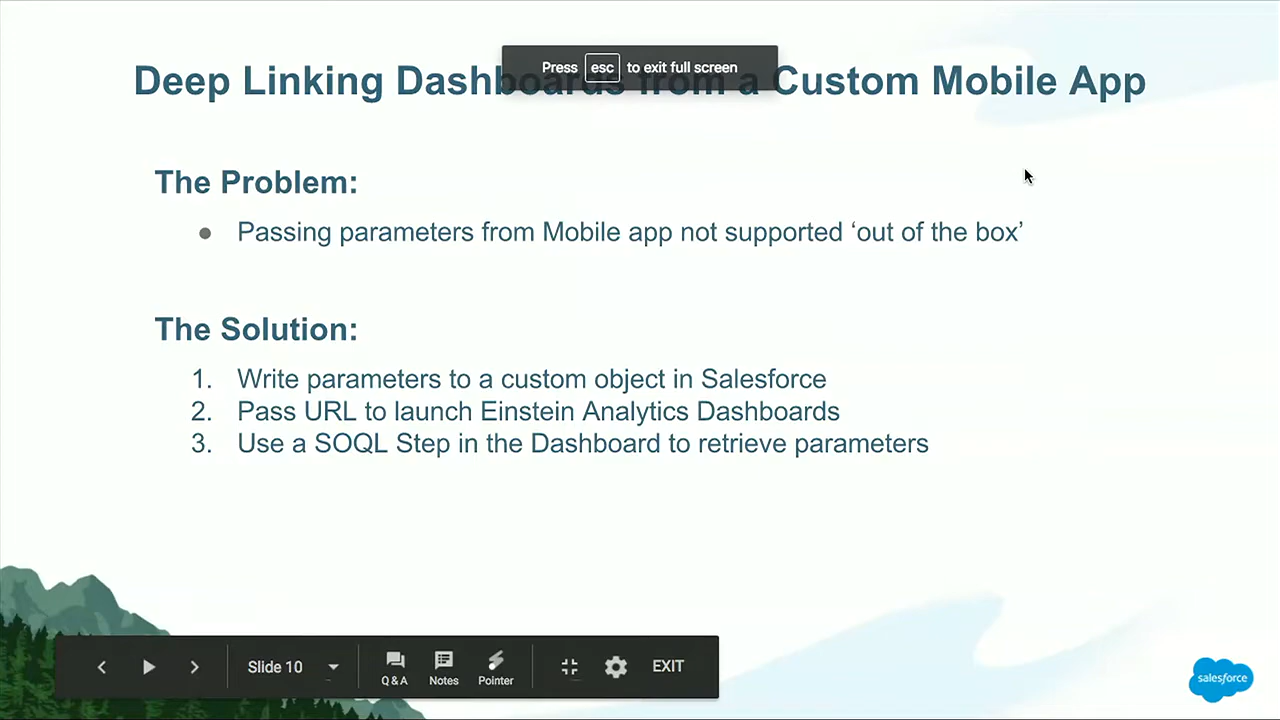 Press esc to exit full screen
Deep Linking Dashboards from a Custom Mobile App
The Problem:
● Passing parameters from Mobile app not supported ‘out of the box’
The Solution:
1. Write parameters to a custom object in Salesforce
2. Pass URL to launch Einstein Analytics Dashboards
3. Use a SOQL Step in the Dashboard to retrieve parameters
Slide 10
Q & A
Notes
Pointer
EXIT
salesforce